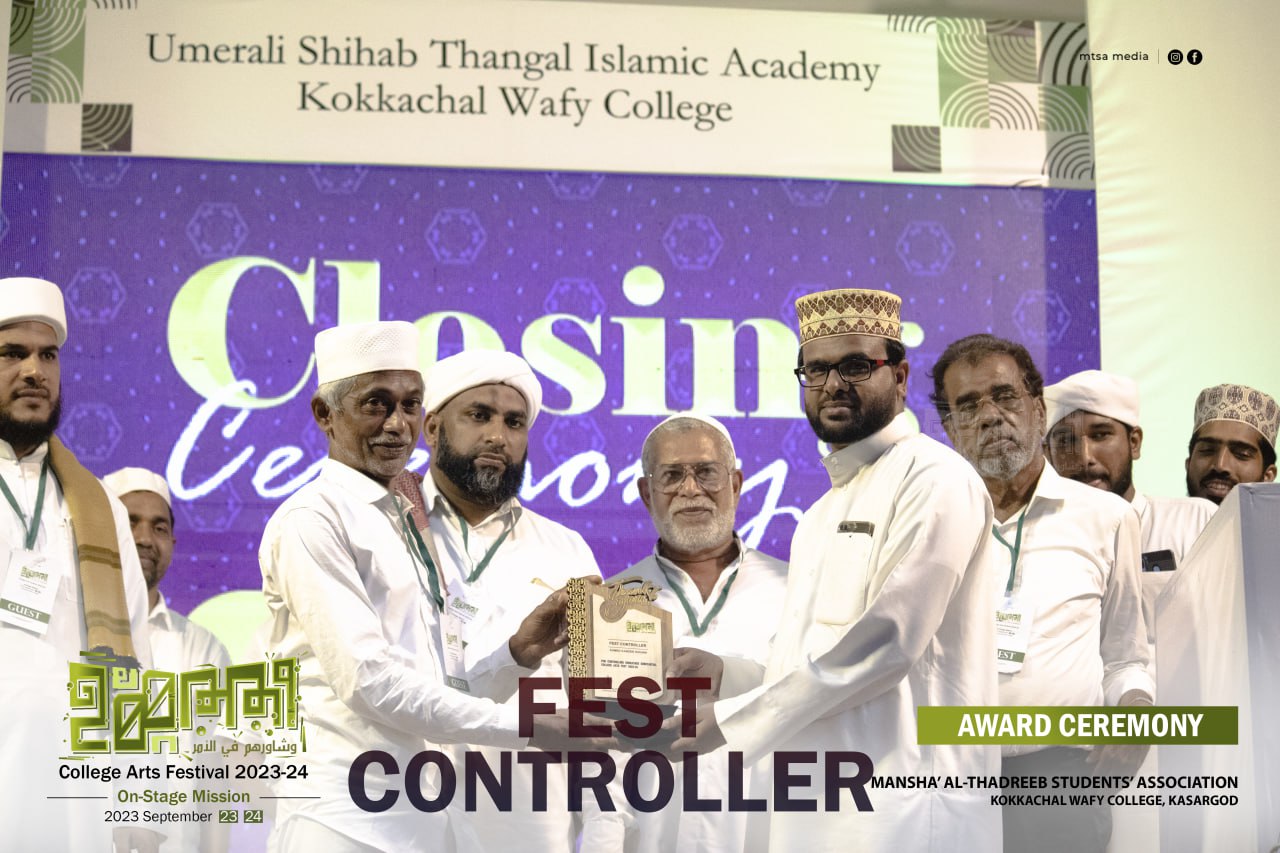 Umerali Shihab Thangal Islamic Academy
Kokkachal Wafy College
mtsa media
Closing
Ceremony
GUEST
FEST CONTROLLER
GUEST
وشاورهم في الأمر
College Arts Festival 2023-24
On-Stage Mission
2023 September 23 24
FEST
CONTROLLER
AWARD CEREMONY
MANSHA' AL-THADREEB STUDENTS' ASSOCIATION
KOKKACHAL WAFY COLLEGE, KASARGOD